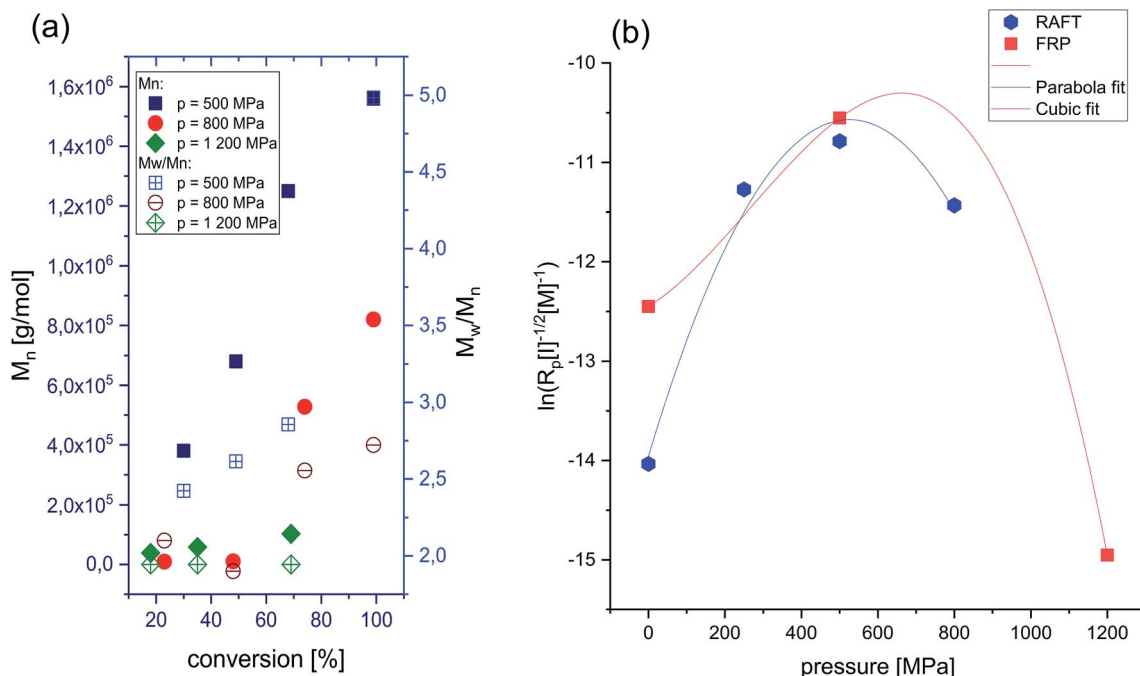 (a)
Mn:
p = 500 MPa
p = 800 MPa
p = 1 200 MPa
Mw/Mn:
p = 500 MPa
p = 800 MPa
p = 1 200 MPa
1,6x10⁶
1,4x10⁶
1,2x10⁶
1,0x10⁶
8,0x10⁵
6,0x10⁵
4,0x10⁵
2,0x10⁵
0,0
Mₙ [g/mol]
20 40 60 80 100
conversion [%]
5,0
4,5
4,0
3,5
3,0
2,5
2,0
M_w/Mₙ
(b)
RAFT
FRP
Parabola fit
Cubic fit
-10
-11
-12
-13
-14
-15
ln(Rₚ[I]⁻¹/²[M]⁻¹)
0 200 400 600 800 1000 1200
pressure [MPa]